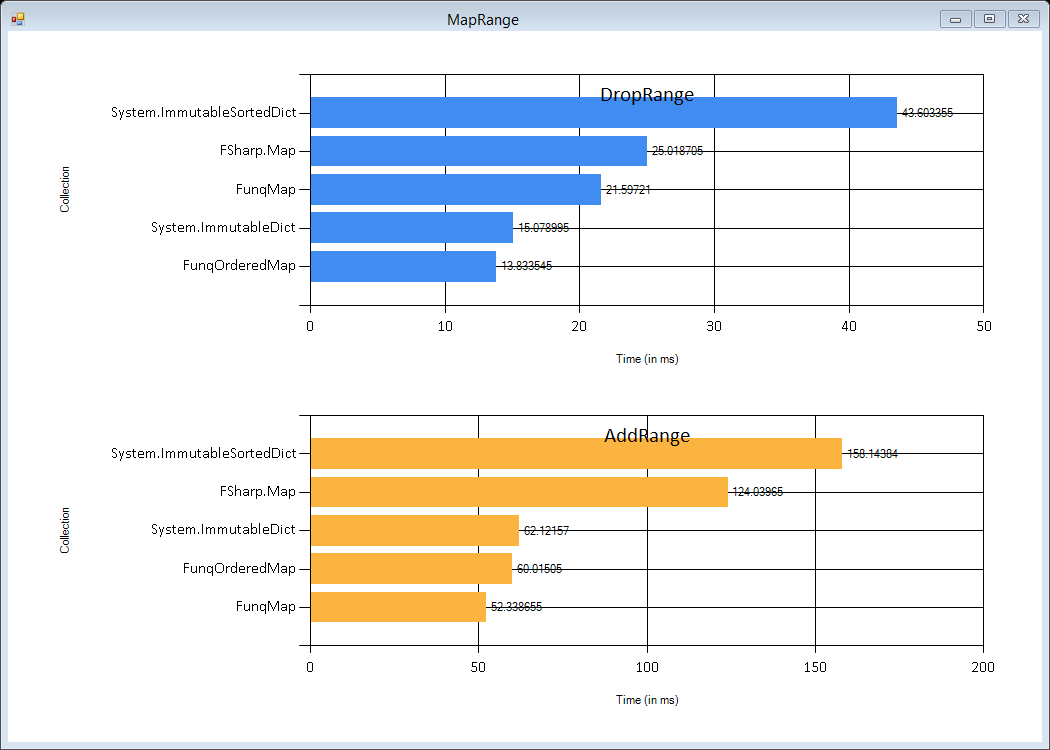 MapRange
DropRange
Collection
System.ImmutableSortedDict 43.603355
FSharp.Map 25.018705
FunqMap 21.59721
System.ImmutableDict 15.078995
FunqOrderedMap 13.833545
0 10 20 30 40 50
Time (in ms)
AddRange
Collection
System.ImmutableSortedDict 158.14384
FSharp.Map 124.03965
System.ImmutableDict 62.12157
FunqOrderedMap 60.01505
FunqMap 52.338655
0 50 100 150 200
Time (in ms)